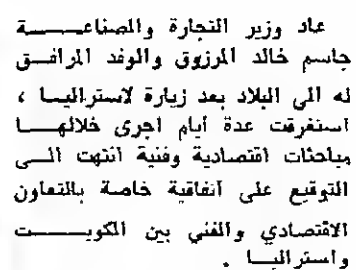 عاد وزير التجارة والصناعة
جاسم خالد المرزوق والوفد المرافق
له الى البلاد بعد زيارة لاستراليا ،
استغرقت عدة أيام اجرى خلالها
مباحثات اقتصادية وفنية انتهت الى
التوقيع على اتفاقية خاصة بالتعاون
الاقتصادي والفني بين الكويت
واستراليا .